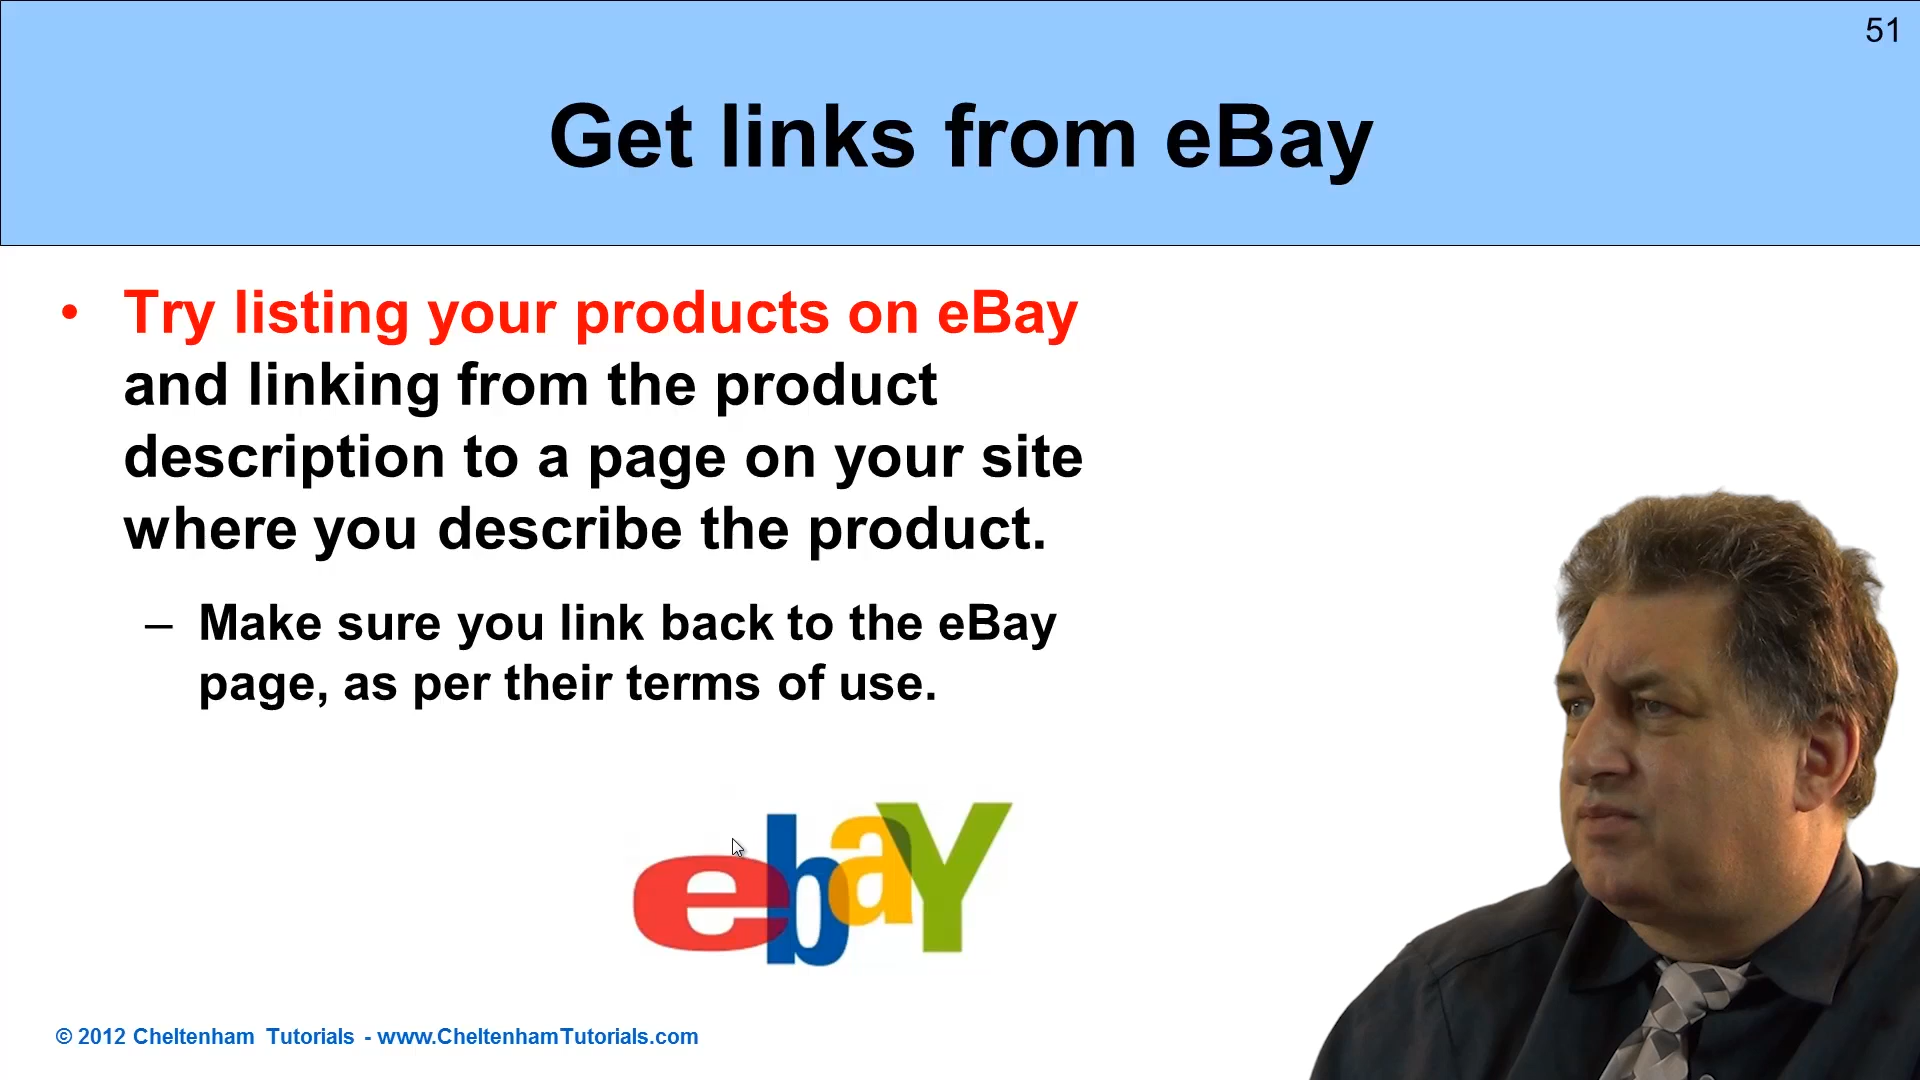 51
Get links from eBay
• Try listing your products on eBay
and linking from the product
description to a page on your site
where you describe the product.
– Make sure you link back to the eBay
page, as per their terms of use.
ebaY
© 2012 Cheltenham Tutorials - www.CheltenhamTutorials.com